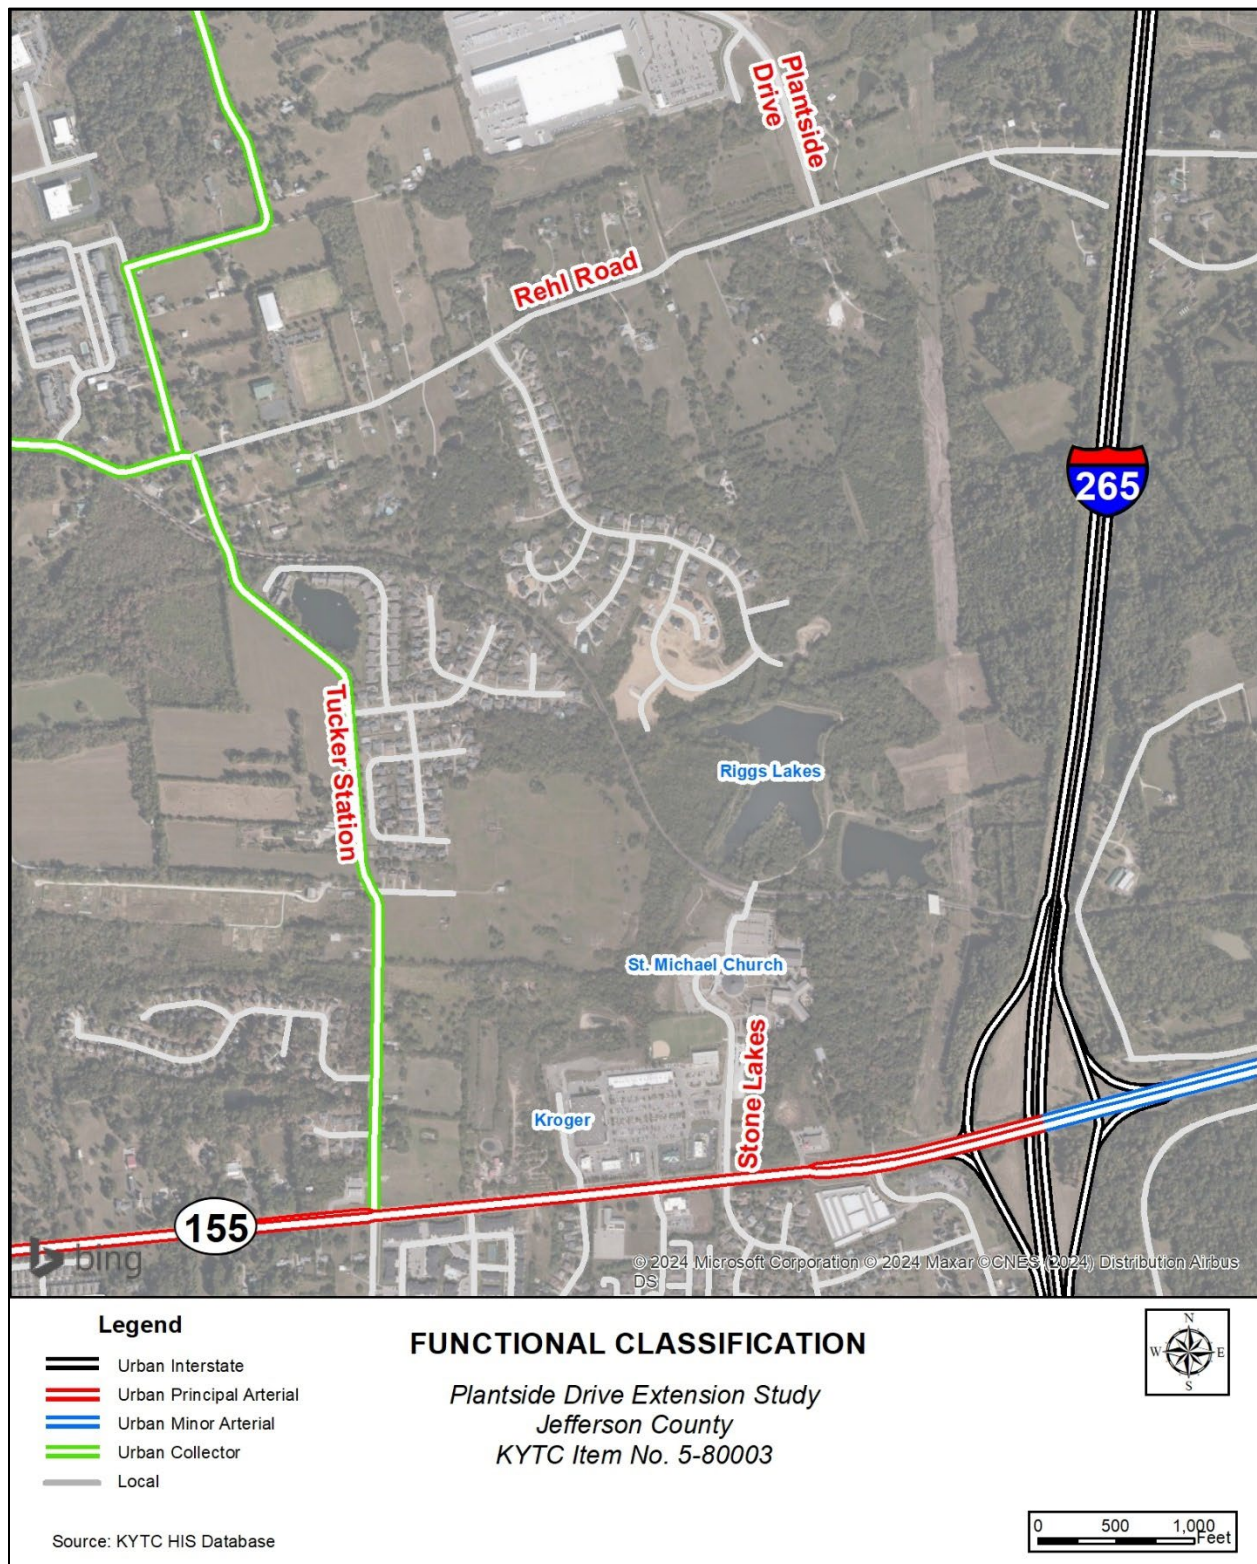 Plantside
Drive
Rehl Road
265
Tucker Station
Riggs Lakes
St. Michael Church
Stone Lakes
Kroger
155
bing
© 2024 Microsoft Corporation © 2024 Maxar ©CNES (2024) Distribution Airbus
DS
Legend
Urban Interstate
Urban Principal Arterial
Urban Minor Arterial
Urban Collector
Local
Source: KYTC HIS Database
FUNCTIONAL CLASSIFICATION
Plantside Drive Extension Study
Jefferson County
KYTC Item No. 5-80003
N
W E
S
0 500 1,000
Feet